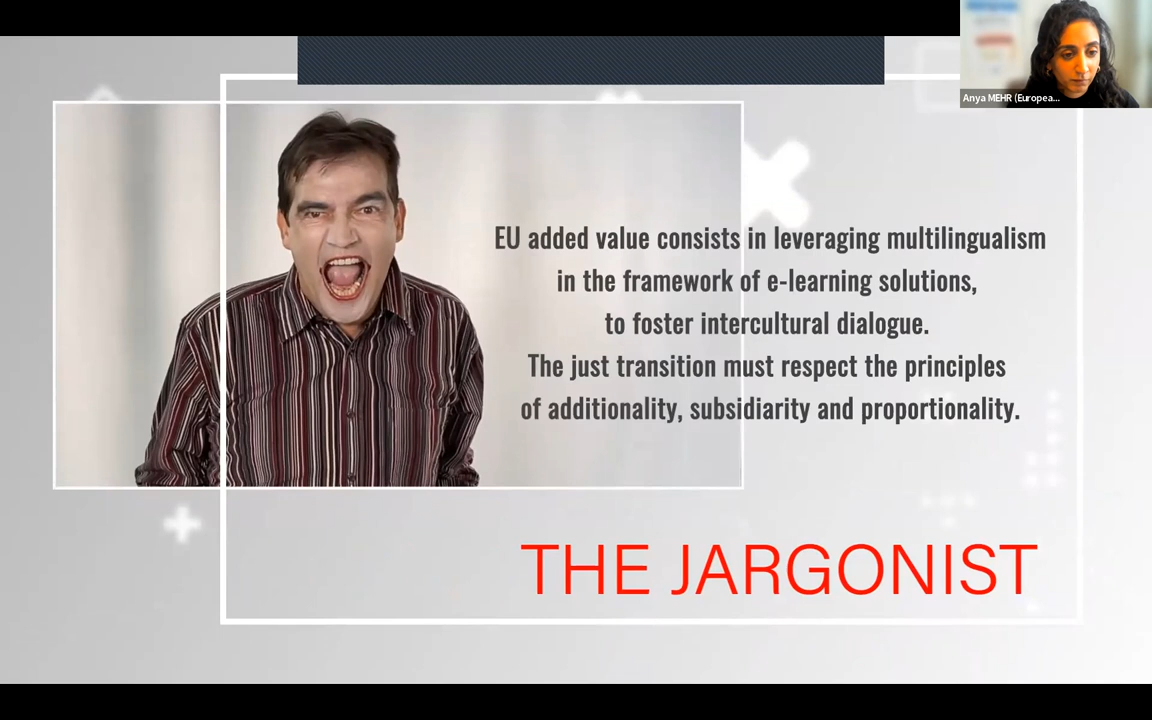 Anya MEHR (Europea...
EU added value consists in leveraging multilingualism
in the framework of e-learning solutions,
to foster intercultural dialogue.
The just transition must respect the principles
of additionality, subsidiarity and proportionality.
THE JARGONIST